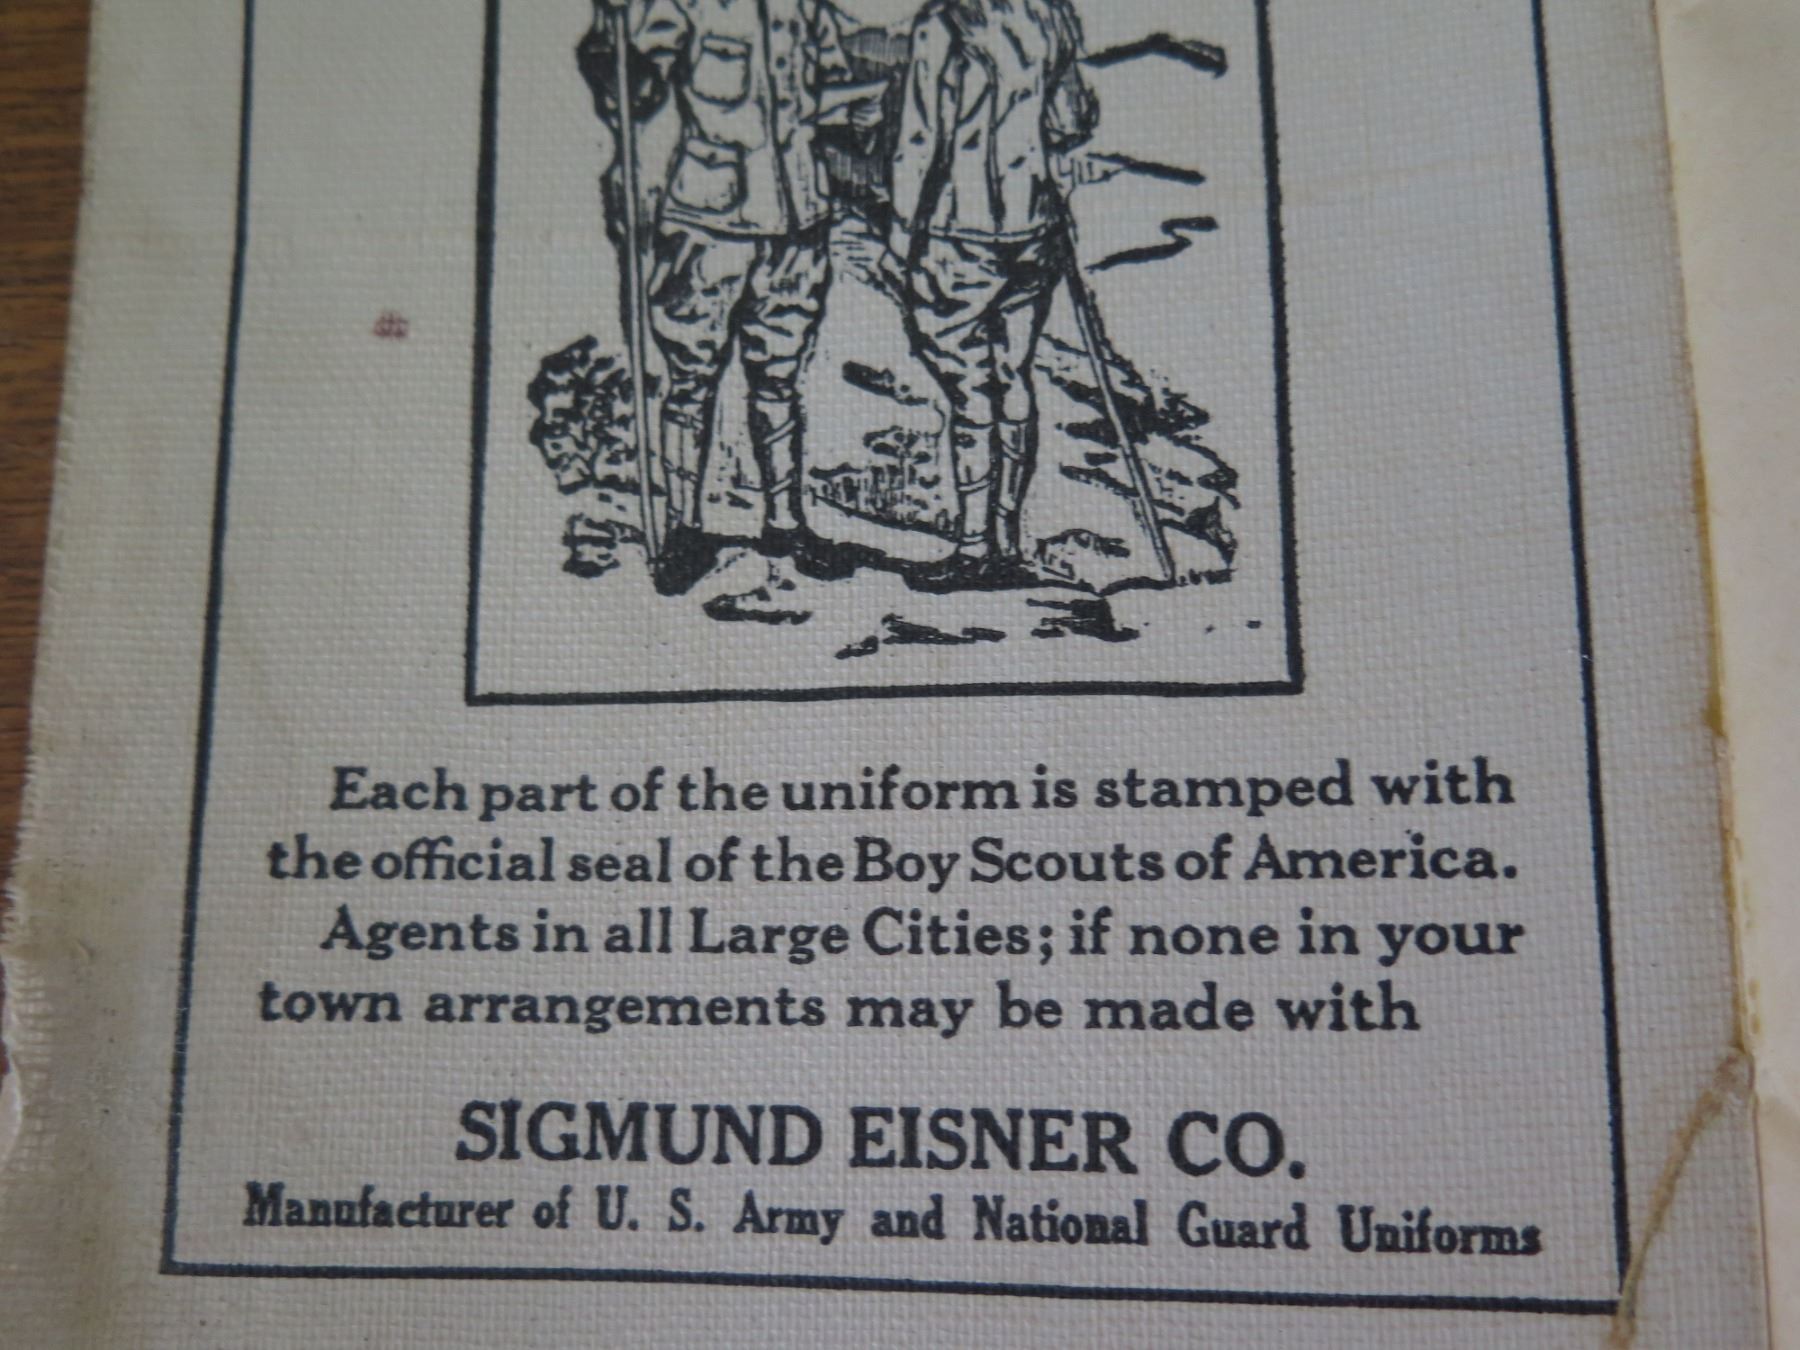 Each part of the uniform is stamped with
the official seal of the Boy Scouts of America.
Agents in all Large Cities; if none in your
town arrangements may be made with
SIGMUND EISNER CO.
Manufacturer of U. S. Army and National Guard Uniforms